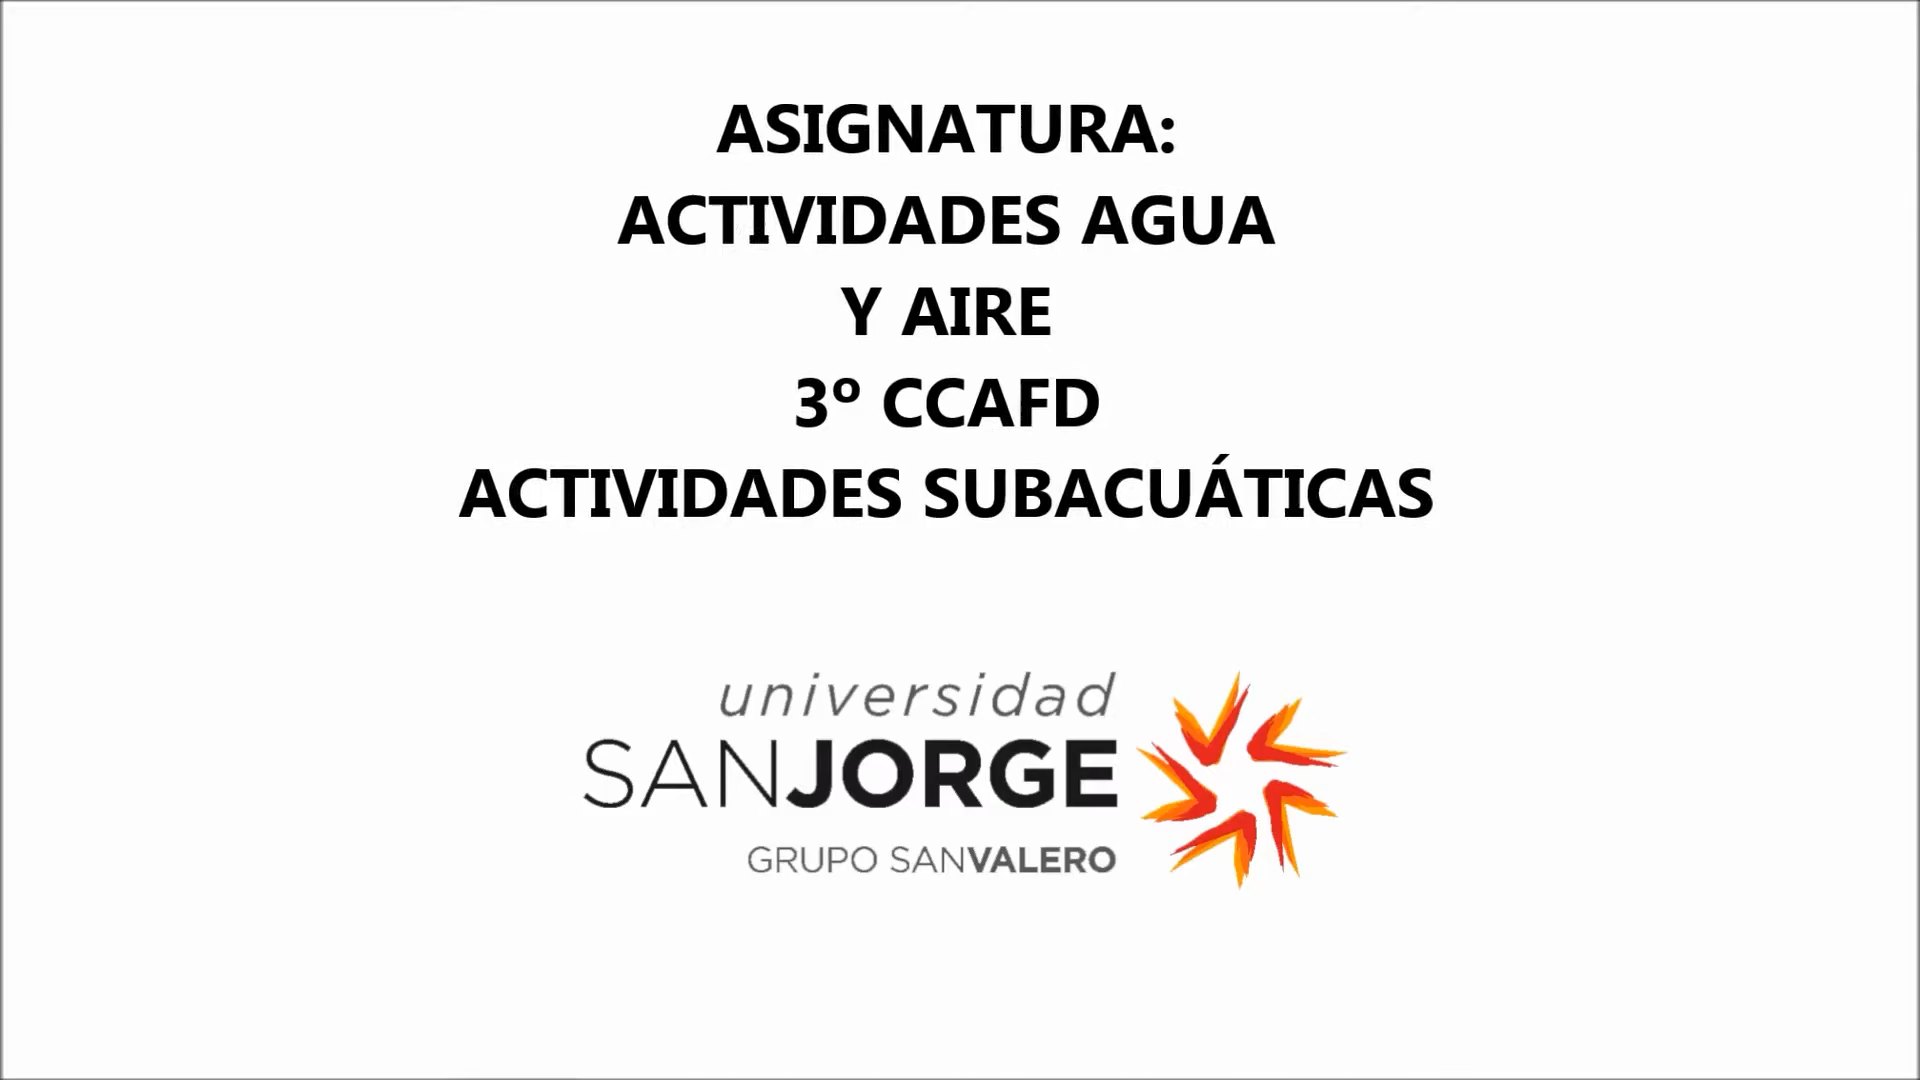 ASIGNATURA:
ACTIVIDADES AGUA
Y AIRE
3º CCAFD
ACTIVIDADES SUBACUÁTICAS
universidad
SANJORGE
GRUPO SANVALERO